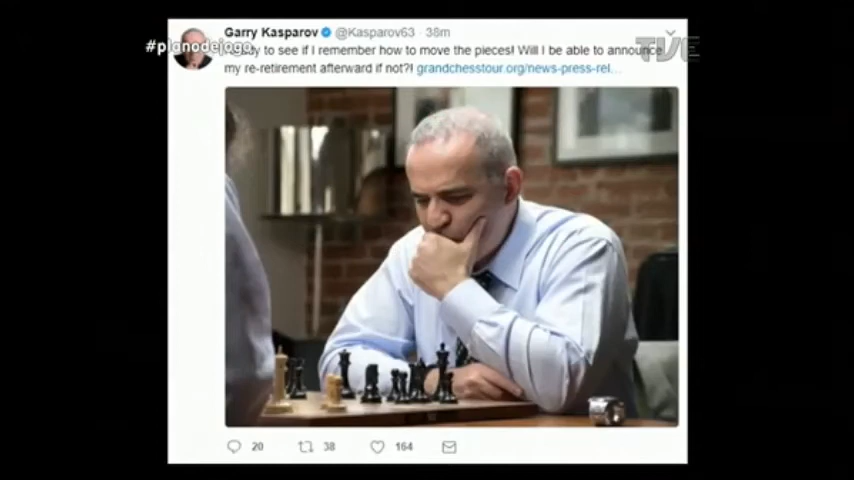 Garry Kasparov @Kasparov63 · 38m
#planodejogo
to see if I remember how to move the pieces! Will I be able to announce
TVE
my re-retirement afterward if not?! grandchesstour.org/news-press-rel...
20 38 164